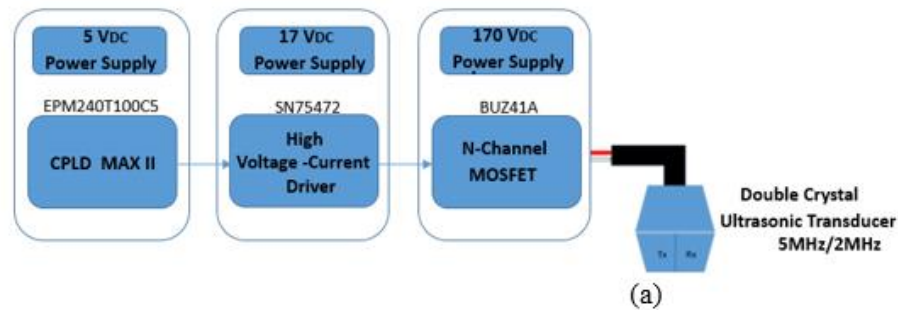 5 VDC
Power Supply
17 VDC
Power Supply
170 VDC
Power Supply
EPM240T100C5
SN75472
BUZ41A
CPLD MAX II
High
Voltage -Current
Driver
N-Channel
MOSFET
Double Crystal
Ultrasonic Transducer
5MHz/2MHz
Tx
Rx
(a)